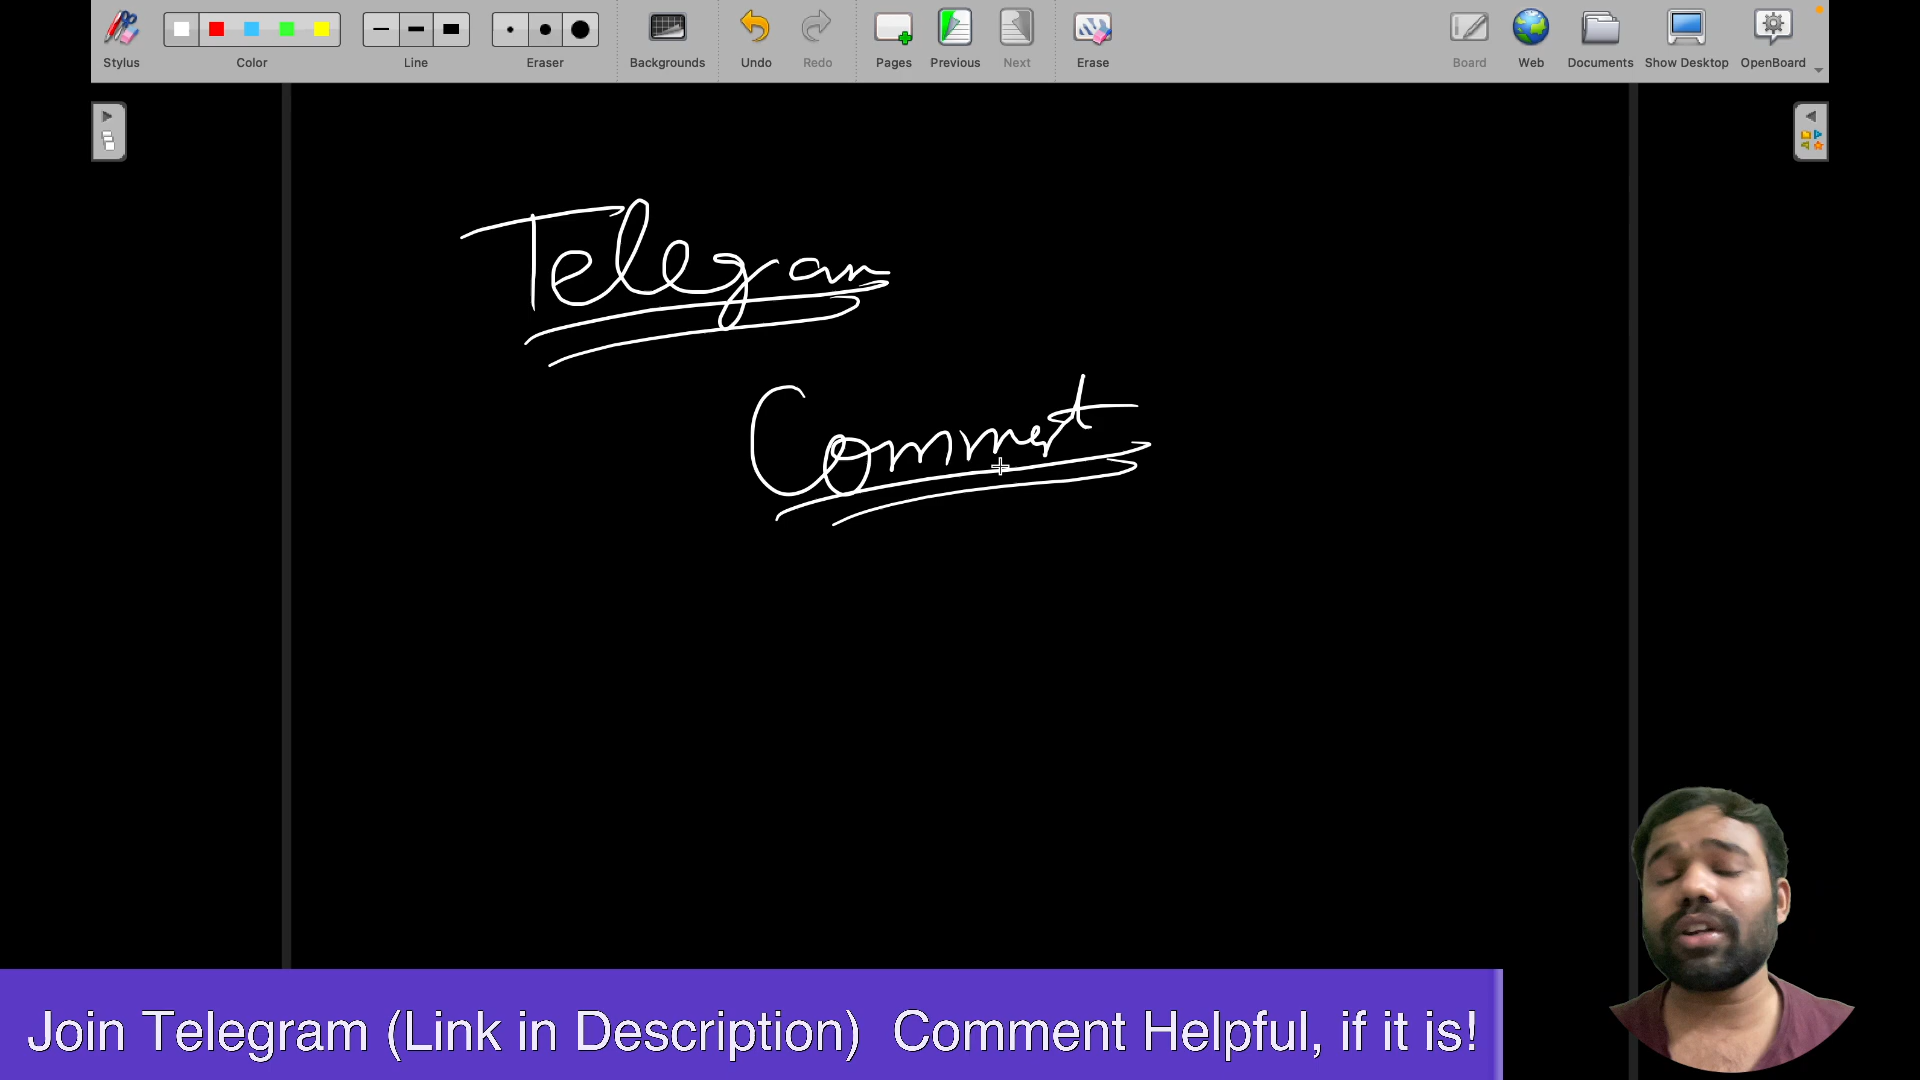 Stylus Color Line Eraser Backgrounds Undo Redo Pages Previous Next Erase Board Web Documents Show Desktop OpenBoard
Telegram
Comment
Join Telegram (Link in Description) Comment Helpful, if it is!